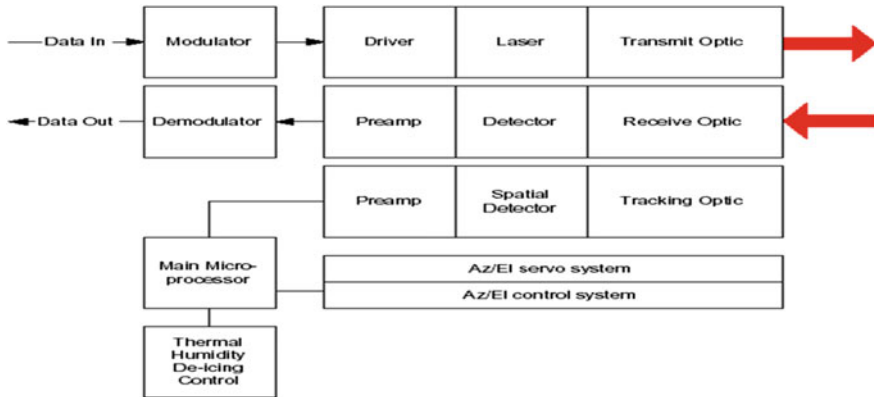 Data In
Modulator
Driver
Laser
Transmit Optic
Data Out
Demodulator
Preamp
Detector
Receive Optic
Preamp
Spatial
Detector
Tracking Optic
Main Micro-
processor
Az/El servo system
Az/El control system
Thermal
Humidity
De-icing
Control